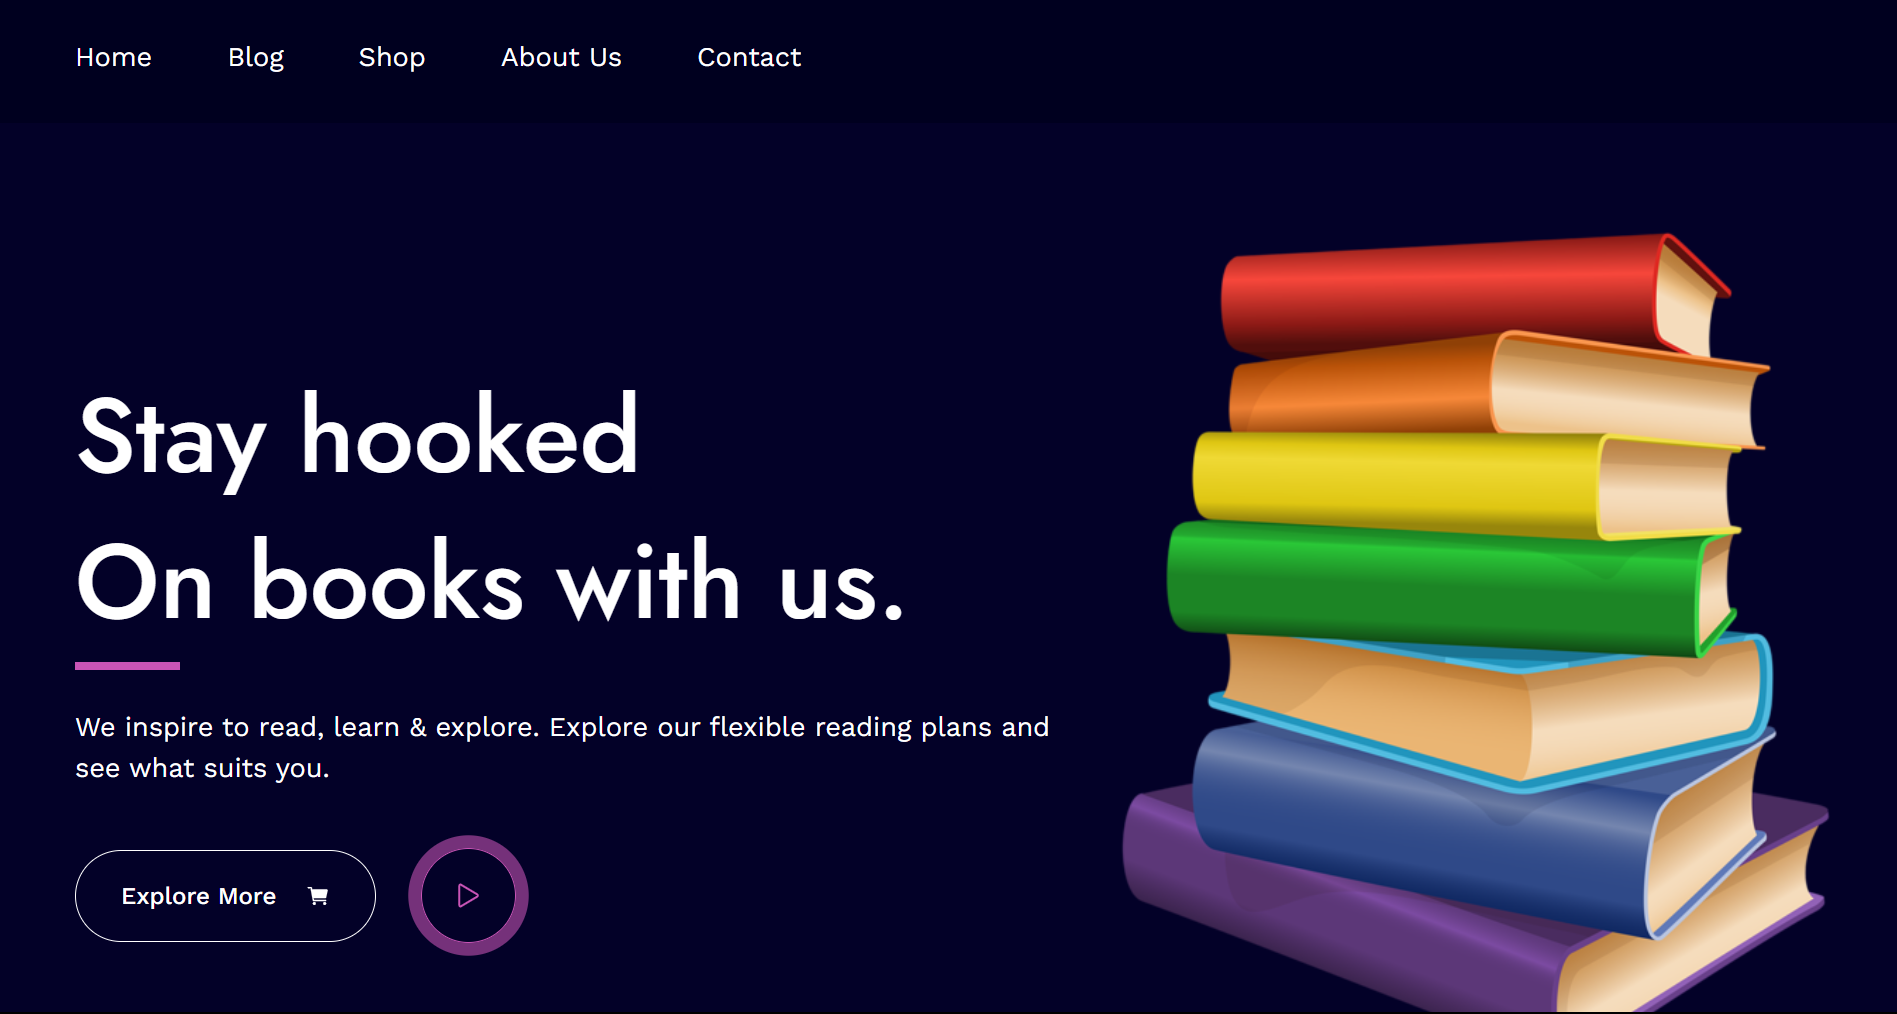 Home Blog Shop About Us Contact
Stay hooked
On books with us.
We inspire to read, learn & explore. Explore our flexible reading plans and
see what suits you.
Explore More